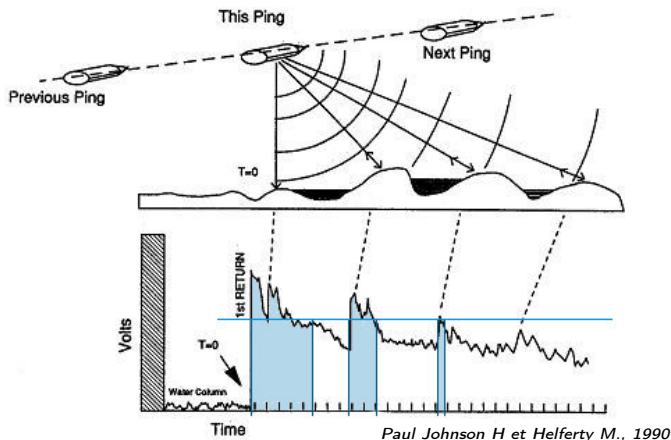 This Ping
Next Ping
Previous Ping
T=0
1st RETURN
Volts
T=0
Water Column
Time
Paul Johnson H et Helferty M., 1990